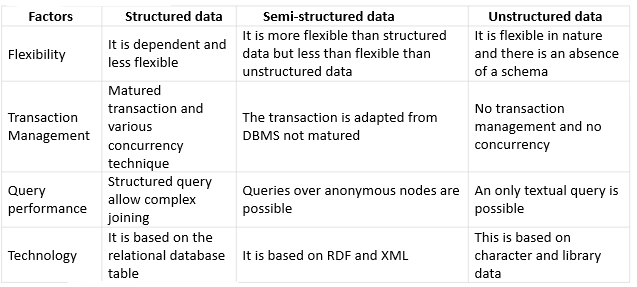 Factors Structured data Semi-structured data Unstructured data
Flexibility
It is dependent and
less flexible
It is more flexible than structured
data but less than flexible than
unstructured data
It is flexible in nature
and there is an absence
of a schema
Transaction
Management
Matured
transaction and
various
concurrency
technique
The transaction is adapted from
DBMS not matured
No transaction
management and no
concurrency
Query
performance
Structured query
allow complex
joining
Queries over anonymous nodes are
possible
An only textual query is
possible
Technology
It is based on the
relational database
table
It is based on RDF and XML
This is based on
character and library
data